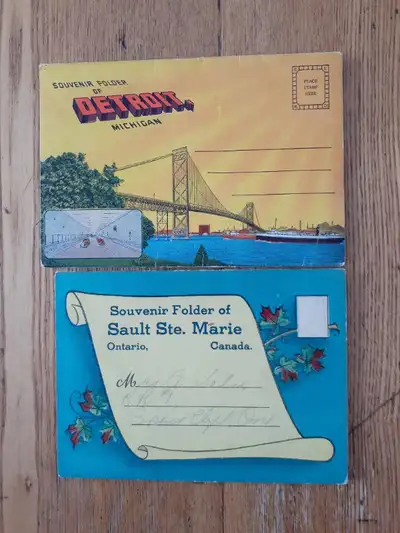 SOUVENIR FOLDER
OF
DETROIT,
MICHIGAN
PLACE
STAMP
HERE
Souvenir Folder of
Sault Ste. Marie
Ontario, Canada.
M